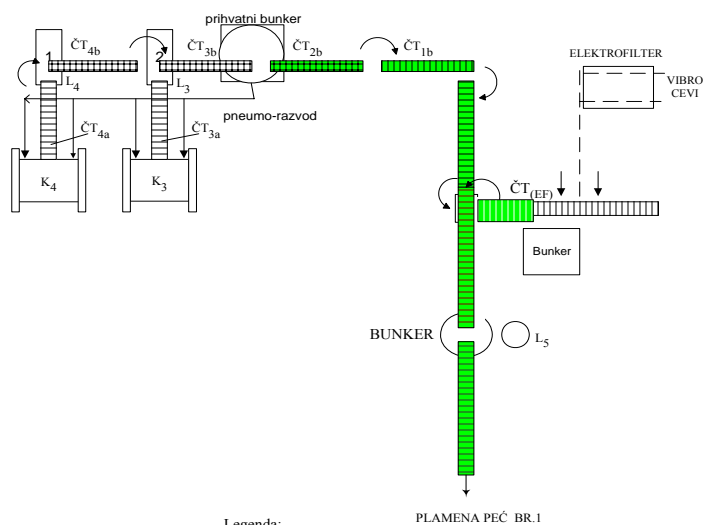 prihvatni bunker
ČT4b
ČT3b
ČT2b
ČT1b
1
2
L4
L3
ELEKTROFILTER
VIBRO
CEVI
pneumo-razvod
ČT4a
ČT3a
K4
K3
ČT(EF)
Bunker
BUNKER
L5
Legenda:
PLAMENA PEĆ BR.1